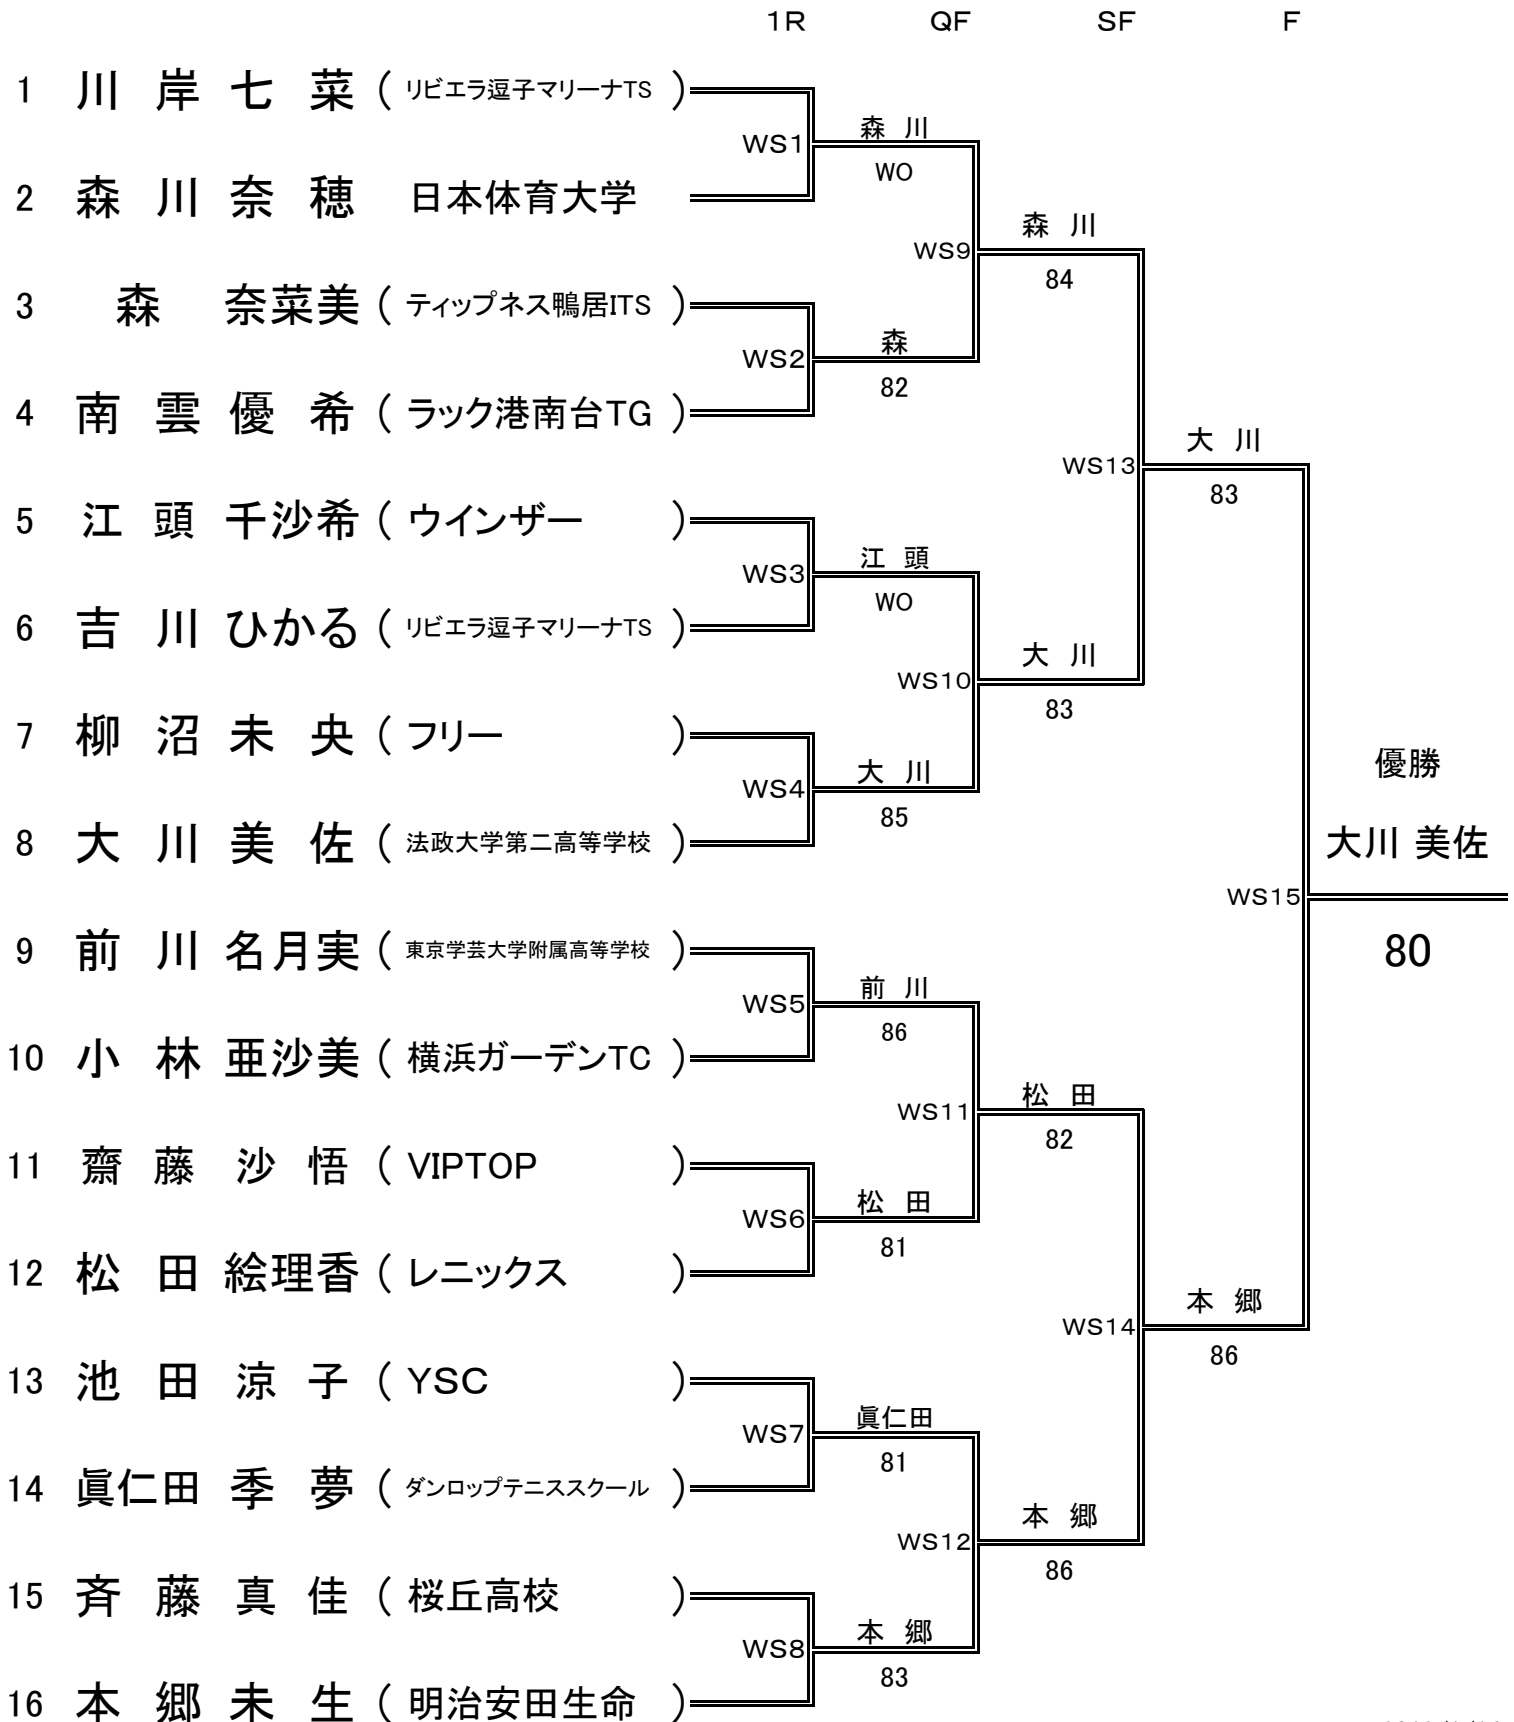 1R QF SF F
1 川岸 七菜 ( リビエラ逗子マリーナTS )
森川
WS1
WO
2 森川 奈穂 日本体育大学
森川
WS9
84
3 森 奈菜美 ( ティップネス鴨居ITS )
森
WS2
82
4 南雲 優希 ( ラック港南台TG )
大川
WS13
83
5 江頭 千沙希 ( ウインザー )
江頭
WS3
WO
6 吉川 ひかる ( リビエラ逗子マリーナTS )
大川
WS10
83
7 柳沼 未央 ( フリー )
優勝
大川
WS4
85
8 大川 美佐 ( 法政大学第二高等学校 )
大川 美佐
WS15
80
9 前川 名月実 ( 東京学芸大学附属高等学校 )
前川
WS5
86
10 小林 亜沙美 ( 横浜ガーデンTC )
松田
WS11
82
11 齋藤 沙悟 ( VIPTOP )
松田
WS6
81
12 松田 絵理香 ( レニックス )
本郷
WS14
86
13 池田 涼子 ( YSC )
眞仁田
WS7
81
14 眞仁田 季夢 ( ダンロップテニススクール )
本郷
WS12
86
15 斉藤 真佳 ( 桜丘高校 )
本郷
WS8
83
16 本郷 未生 ( 明治安田生命 )